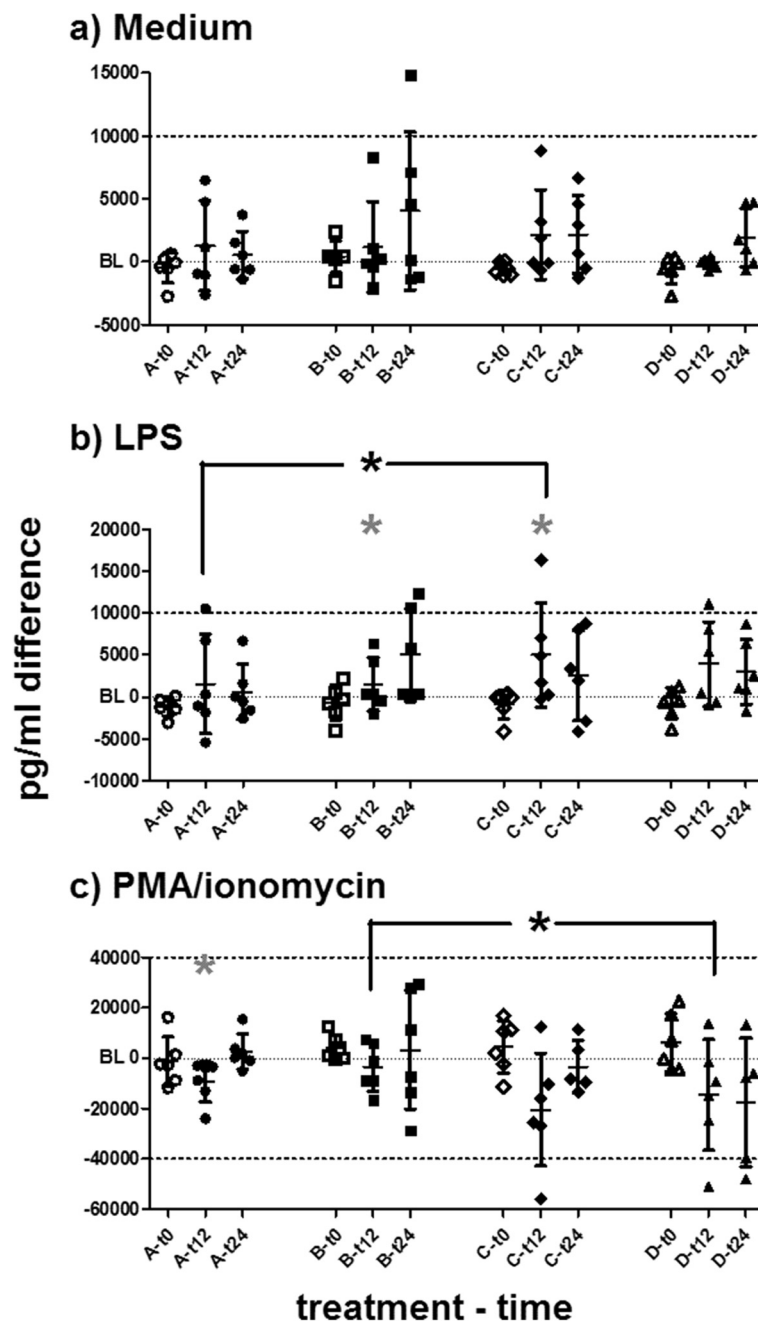 a) Medium
15000
10000
5000
BL 0
-5000
A-t0 A-t12 A-t24 B-t0 B-t12 B-t24 C-t0 C-t12 C-t24 D-t0 D-t12 D-t24
b) LPS
*
* *
20000
15000
10000
5000
BL 0
-5000
-10000
A-t0 A-t12 A-t24 B-t0 B-t12 B-t24 C-t0 C-t12 C-t24 D-t0 D-t12 D-t24
pg/ml difference
c) PMA/ionomycin
*
*
40000
20000
BL 0
-20000
-40000
-60000
A-t0 A-t12 A-t24 B-t0 B-t12 B-t24 C-t0 C-t12 C-t24 D-t0 D-t12 D-t24
treatment - time